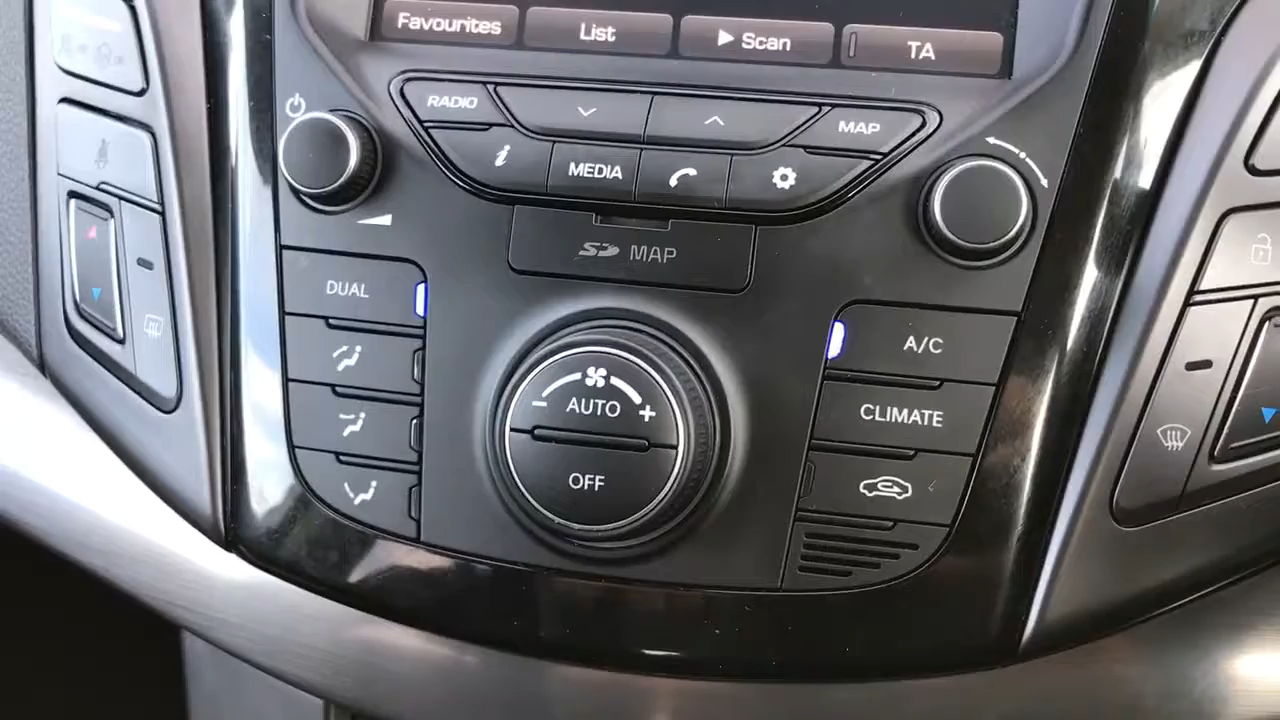 Favourites List Scan TA
RADIO MAP
i MEDIA
SD MAP
DUAL
A/C
- AUTO +
CLIMATE
OFF